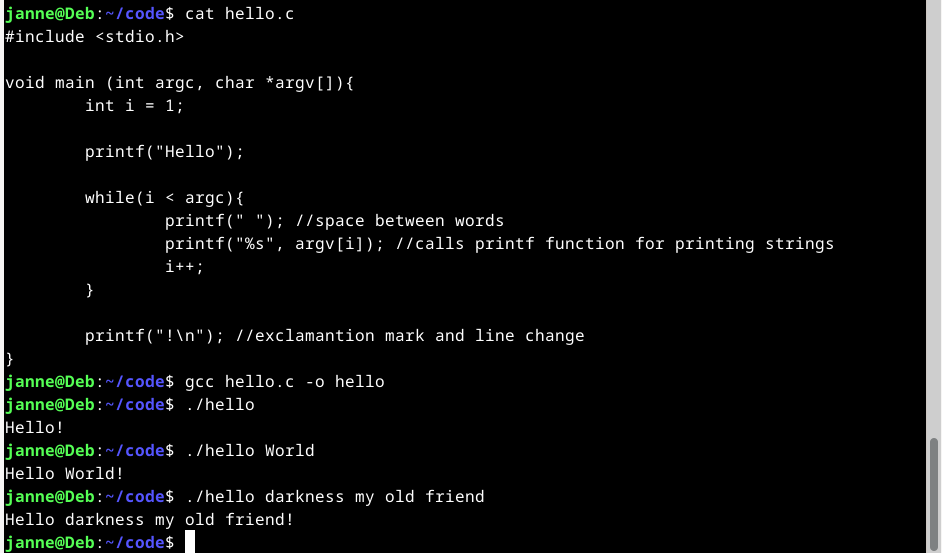 janne@Deb:~/code$ cat hello.c
#include <stdio.h>

void main (int argc, char *argv[]){
        int i = 1;

        printf("Hello");

        while(i < argc){
                printf(" "); //space between words
                printf("%s", argv[i]); //calls printf function for printing strings
                i++;
        }

        printf("!\n"); //exclamantion mark and line change
}
janne@Deb:~/code$ gcc hello.c -o hello
janne@Deb:~/code$ ./hello
Hello!
janne@Deb:~/code$ ./hello World
Hello World!
janne@Deb:~/code$ ./hello darkness my old friend
Hello darkness my old friend!
janne@Deb:~/code$